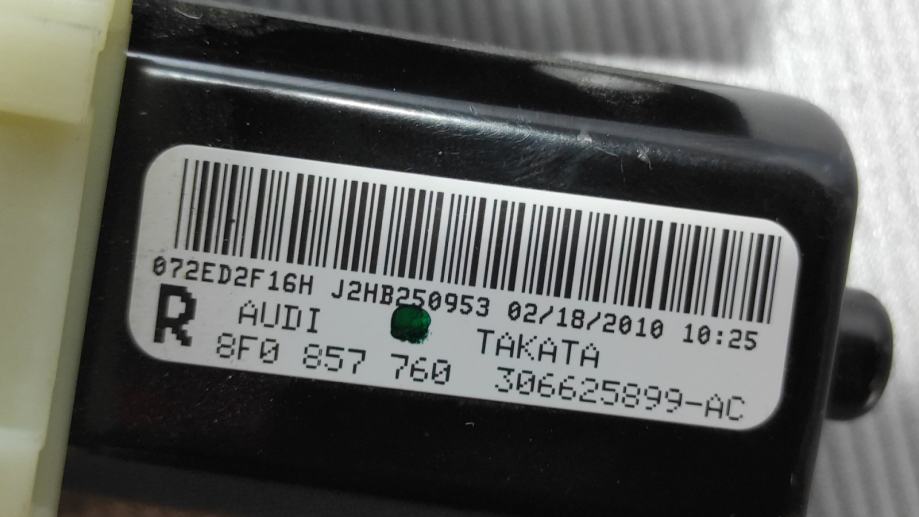 072ED2F16H J2HB250953 02/18/2010 10:25
R AUDI TAKATA
8F0 857 760 306625899-AC